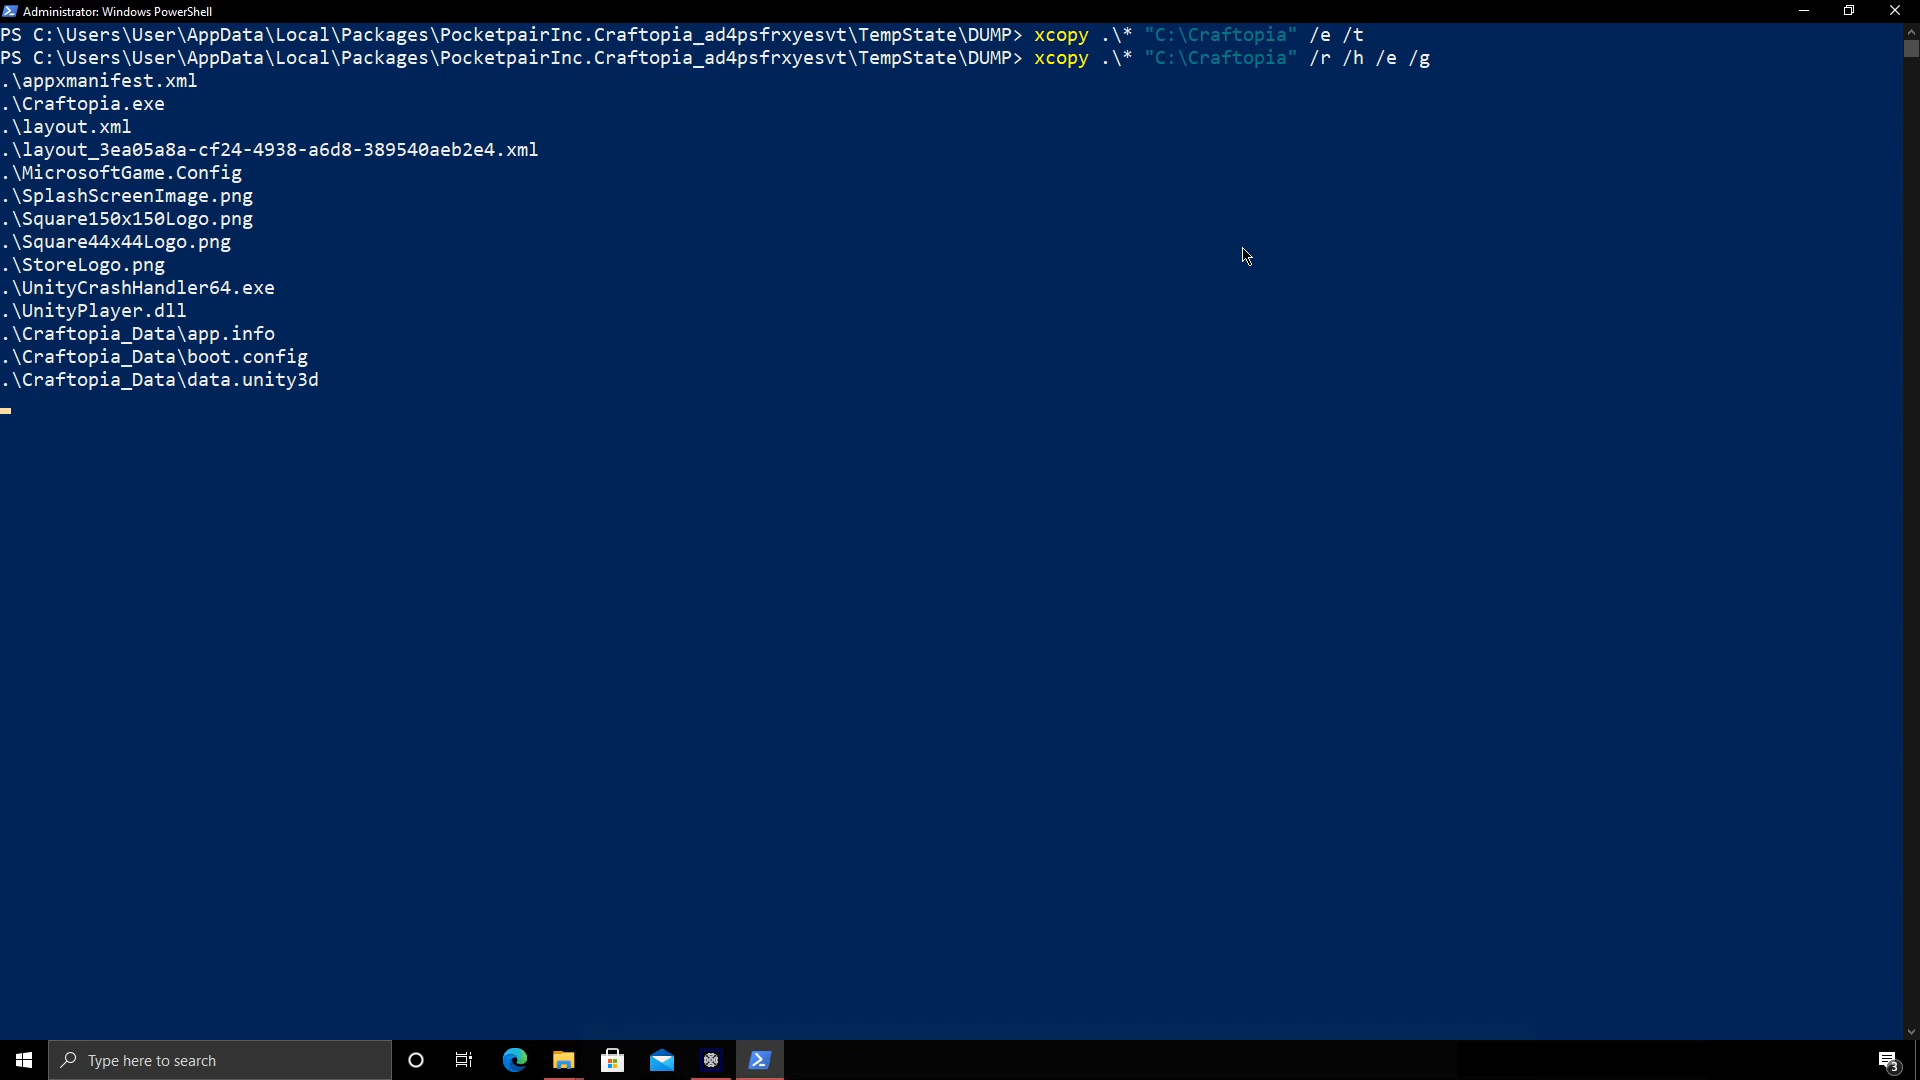 Administrator: Windows PowerShell
PS C:\Users\User\AppData\Local\Packages\PocketpairInc.Craftopia_ad4psfrxyesvt\TempState\DUMP> xcopy .\* "C:\Craftopia" /e /t
PS C:\Users\User\AppData\Local\Packages\PocketpairInc.Craftopia_ad4psfrxyesvt\TempState\DUMP> xcopy .\* "C:\Craftopia" /r /h /e /g
.\appxmanifest.xml
.\Craftopia.exe
.\layout.xml
.\layout_3ea05a8a-cf24-4938-a6d8-389540aeb2e4.xml
.\MicrosoftGame.Config
.\SplashScreenImage.png
.\Square150x150Logo.png
.\Square44x44Logo.png
.\StoreLogo.png
.\UnityCrashHandler64.exe
.\UnityPlayer.dll
.\Craftopia_Data\app.info
.\Craftopia_Data\boot.config
.\Craftopia_Data\data.unity3d
Type here to search
3